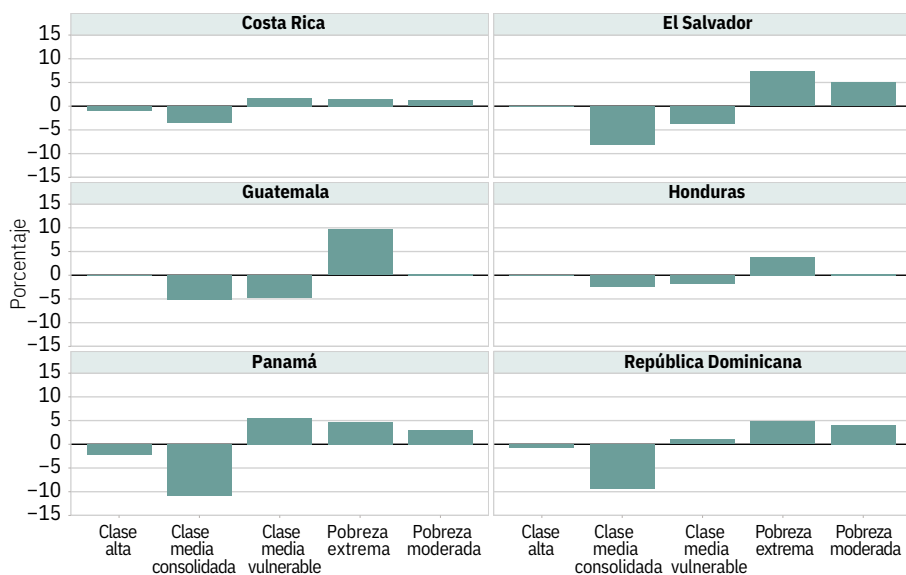 Costa Rica
El Salvador
15
10
5
0
−5
−10
−15
Guatemala
Honduras
15
10
5
0
−5
−10
−15
Panamá
República Dominicana
15
10
5
0
−5
−10
−15
Porcentaje
Clase
alta
Clase
media
consolidada
Clase
media
vulnerable
Pobreza
extrema
Pobreza
moderada
Clase
alta
Clase
media
consolidada
Clase
media
vulnerable
Pobreza
extrema
Pobreza
moderada